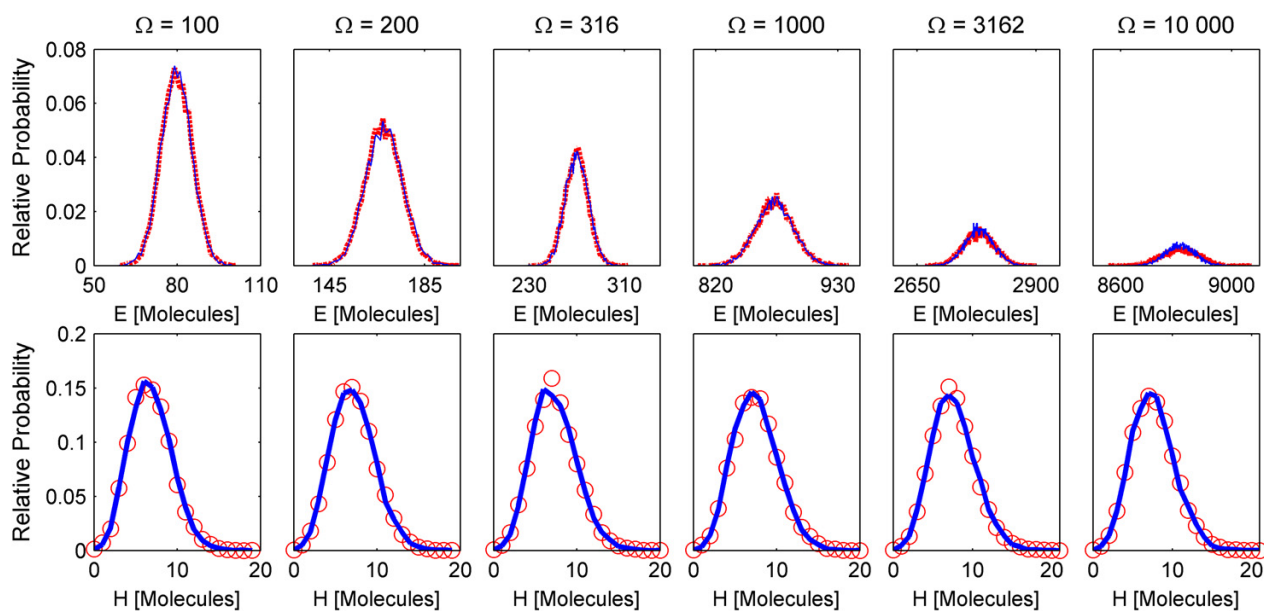 Ω = 100 Ω = 200 Ω = 316 Ω = 1000 Ω = 3162 Ω = 10 000
Relative Probability
0.08
0.06
0.04
0.02
0
50 80 110 145 185 230 310 820 930 2650 2900 8600 9000
E [Molecules] E [Molecules] E [Molecules] E [Molecules] E [Molecules] E [Molecules]
Relative Probability
0.2
0.15
0.1
0.05
0
0 10 20 0 10 20 0 10 20 0 10 20 0 10 20 0 10 20
H [Molecules] H [Molecules] H [Molecules] H [Molecules] H [Molecules] H [Molecules]